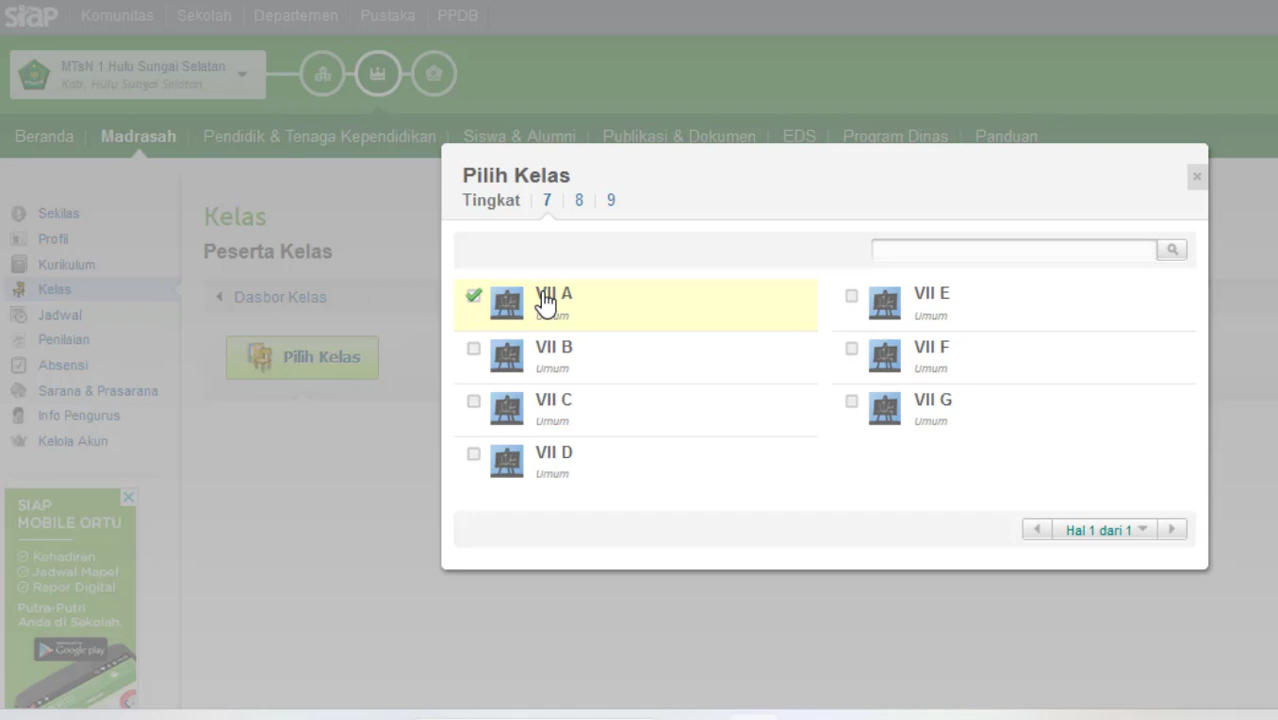 siap Komunitas Sekolah Departemen Pustaka PPDB
MTsN 1 Hulu Sungai Selatan
Kab. Hulu Sungai Selatan
Beranda Madrasah Pendidik & Tenaga Kependidikan Siswa & Alumni Publikasi & Dokumen EDS Program Dinas Panduan
Sekilas
Profil
Kurikulum
Kelas
Jadwal
Penilaian
Absensi
Sarana & Prasarana
Info Pengurus
Kelola Akun
SIAP
MOBILE ORTU
Kehadiran
Jadwal Mapel
Rapor Digital
Putra-Putri
Anda di Sekolah
Google play
Kelas
Peserta Kelas
Dasbor Kelas
Pilih Kelas
Pilih Kelas
Tingkat 7 8 9
VII A
Umum
VII B
Umum
VII C
Umum
VII D
Umum
VII E
Umum
VII F
Umum
VII G
Umum
Hal 1 dari 1